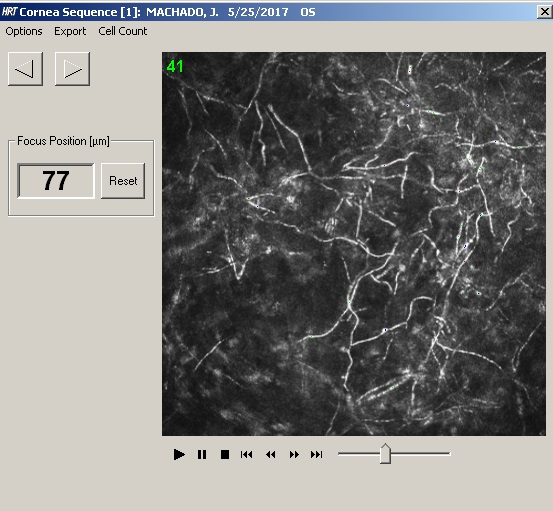 HRT Cornea Sequence [1]: MACHADO, J. 5/25/2017 OS
Options Export Cell Count
41
Focus Position [µm]
77
Reset